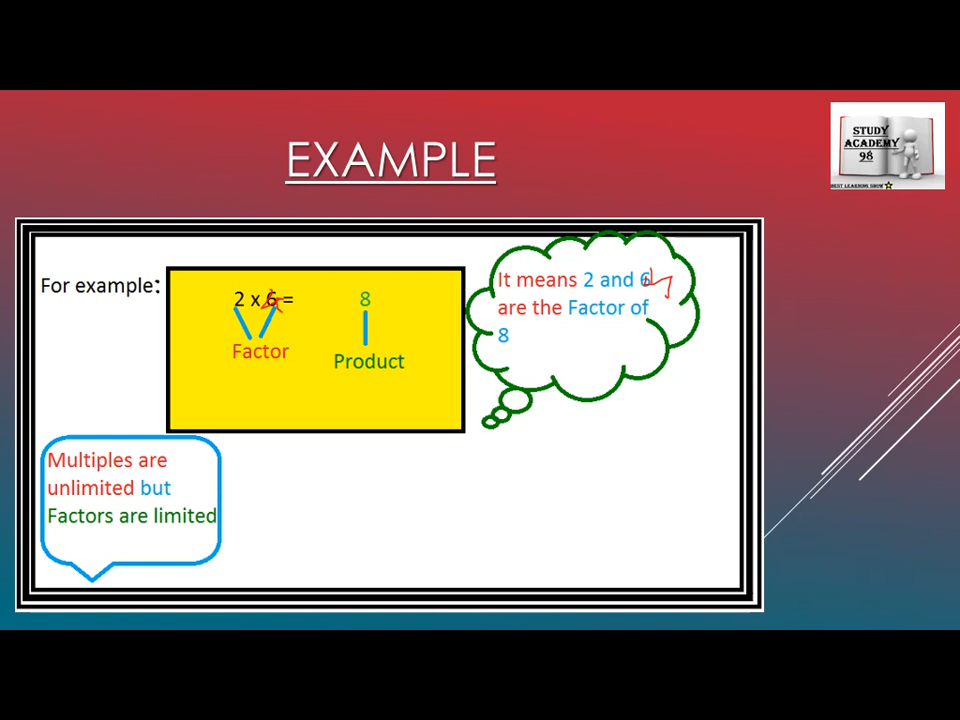 EXAMPLE
STUDY
ACADEMY
98
BEST LEARNING SHOW
For example:
2 x 6 = 8
Factor
Product
It means 2 and 6
are the Factor of
8
Multiples are
unlimited but
Factors are limited